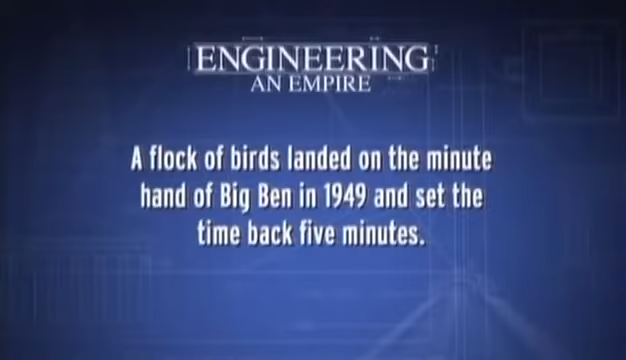 ENGINEERING
AN EMPIRE
A flock of birds landed on the minute
hand of Big Ben in 1949 and set the
time back five minutes.